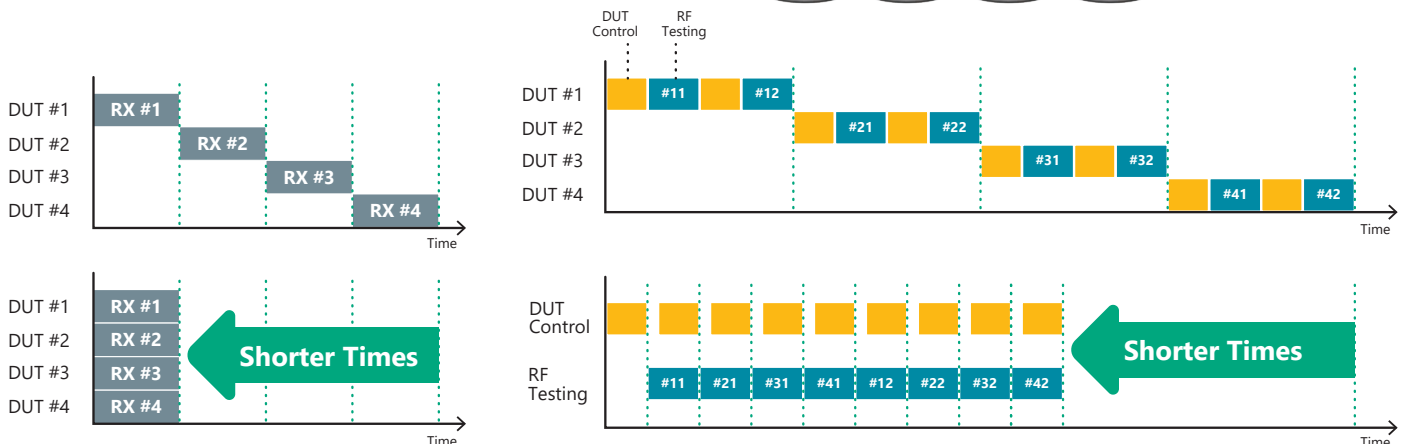 DUT #1
DUT #2
DUT #3
DUT #4
RX #1
RX #2
RX #3
RX #4
Time
DUT
Control
RF
Testing
DUT #1
DUT #2
DUT #3
DUT #4
#11
#12
#21
#22
#31
#32
#41
#42
Time
DUT #1
DUT #2
DUT #3
DUT #4
RX #1
RX #2
RX #3
RX #4
Shorter Times
Time
DUT
Control
RF
Testing
#11
#21
#31
#41
#12
#22
#32
#42
Shorter Times
Time